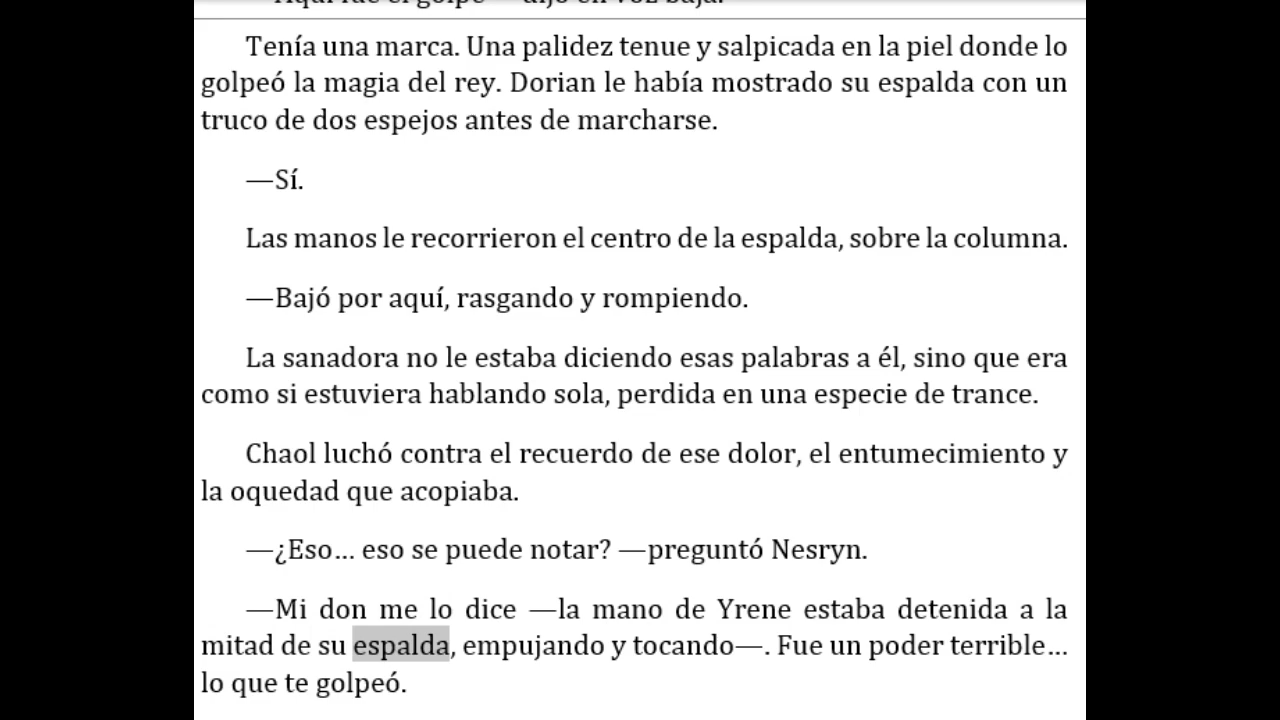 Tenía una marca. Una palidez tenue y salpicada en la piel donde lo
golpeó la magia del rey. Dorian le había mostrado su espalda con un
truco de dos espejos antes de marcharse.
—Sí.
Las manos le recorrieron el centro de la espalda, sobre la columna.
—Bajó por aquí, rasgando y rompiendo.
La sanadora no le estaba diciendo esas palabras a él, sino que era
como si estuviera hablando sola, perdida en una especie de trance.
Chaol luchó contra el recuerdo de ese dolor, el entumecimiento y
la oquedad que acopiaba.
—¿Eso… eso se puede notar? —preguntó Nesryn.
—Mi don me lo dice —la mano de Yrene estaba detenida a la
mitad de su espalda, empujando y tocando—. Fue un poder terrible…
lo que te golpeó.